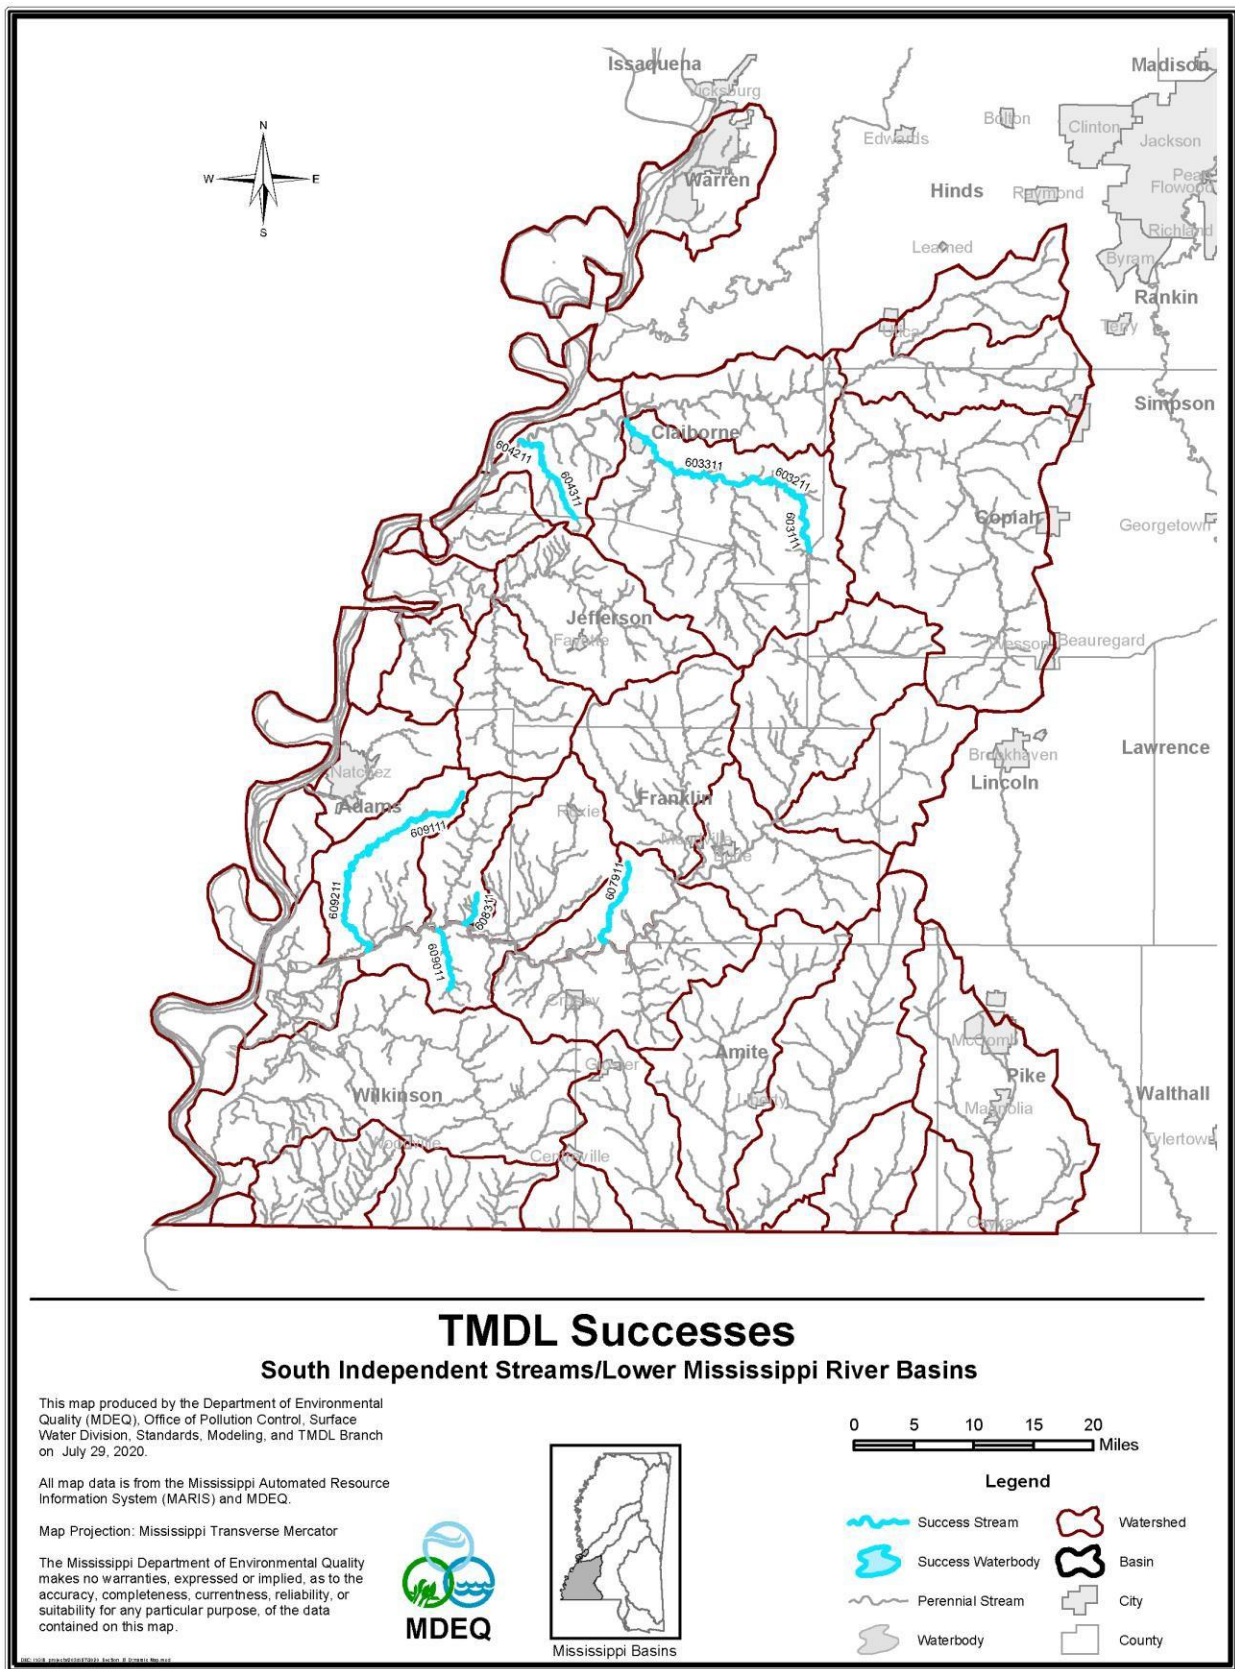 Issaquena
Madison
Vicksburg
Bolton
Clinton
Edwards
Jackson
N
W E
S
Warren
Hinds
Raymond
Flowood
Learned
Richland
Byram
Rankin
Utica
Terry
Simpson
Claiborne
604211
603311
603211
604311
603111
Copiah
Georgetown
Jefferson
Fayette
Wesson
Beauregard
Brookhaven
Lawrence
Lincoln
Natchez
Adams
Franklin
Roxie
Meadville
Bude
609111
607911
609211
608311
609011
Crosby
McComb
Amite
Gloster
Pike
Wilkinson
Liberty
Magnolia
Walthall
Woodville
Tylertown
Centreville
Osyka
TMDL Successes
South Independent Streams/Lower Mississippi River Basins
This map produced by the Department of Environmental
Quality (MDEQ), Office of Pollution Control, Surface
Water Division, Standards, Modeling, and TMDL Branch
on July 29, 2020.
All map data is from the Mississippi Automated Resource
Information System (MARIS) and MDEQ.
Map Projection: Mississippi Transverse Mercator
The Mississippi Department of Environmental Quality
makes no warranties, expressed or implied, as to the
accuracy, completeness, currentness, reliability, or
suitability for any particular purpose, of the data
contained on this map.
MDEQ
Mississippi Basins
0 5 10 15 20
Miles
Legend
Success Stream
Watershed
Success Waterbody
Basin
Perennial Stream
City
Waterbody
County